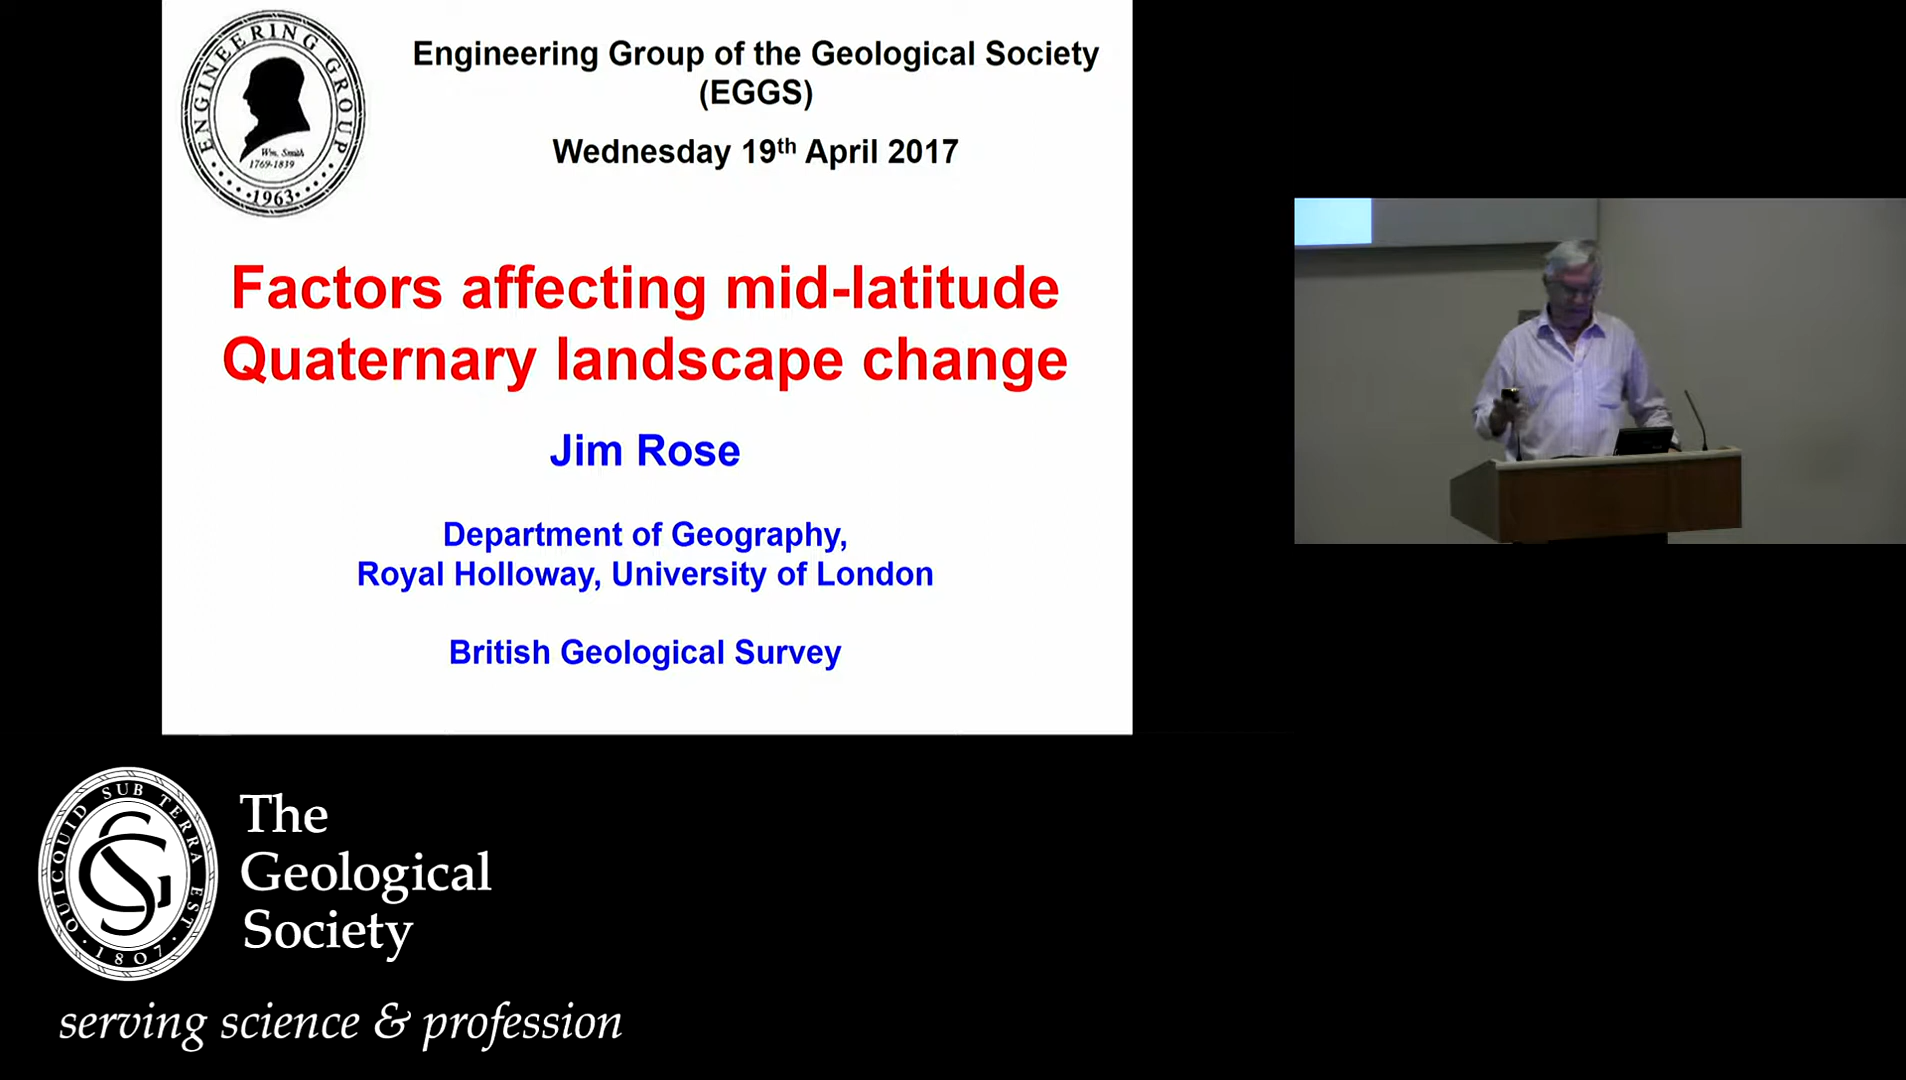 ENGINEERING GROUP
Wm. Smith
1769-1839
1963
Engineering Group of the Geological Society
(EGGS)
Wednesday 19th April 2017
Factors affecting mid-latitude
Quaternary landscape change
Jim Rose
Department of Geography,
Royal Holloway, University of London
British Geological Survey
QUICQUID SUB TERRA EST
1807
The
Geological
Society
serving science & profession